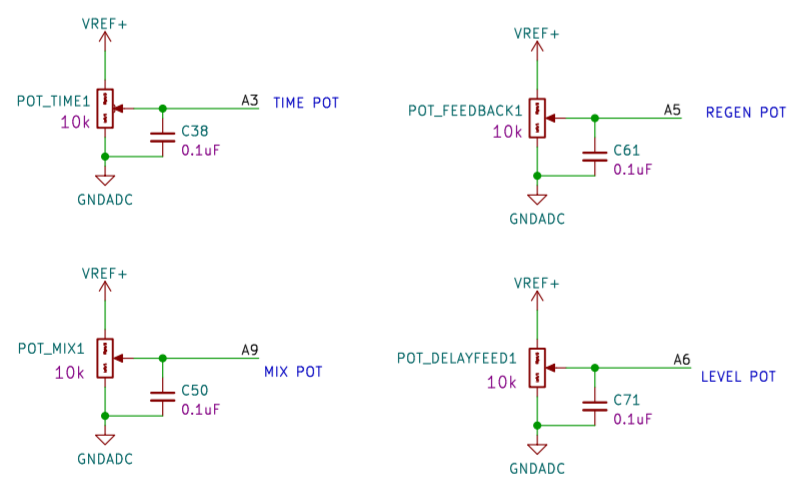 VREF+
POT_TIME1
10k
A3
TIME POT
C38
0.1uF
GNDADC
VREF+
POT_FEEDBACK1
10k
A5
REGEN POT
C61
0.1uF
GNDADC
VREF+
POT_MIX1
10k
A9
MIX POT
C50
0.1uF
GNDADC
VREF+
POT_DELAYFEED1
10k
A6
LEVEL POT
C71
0.1uF
GNDADC